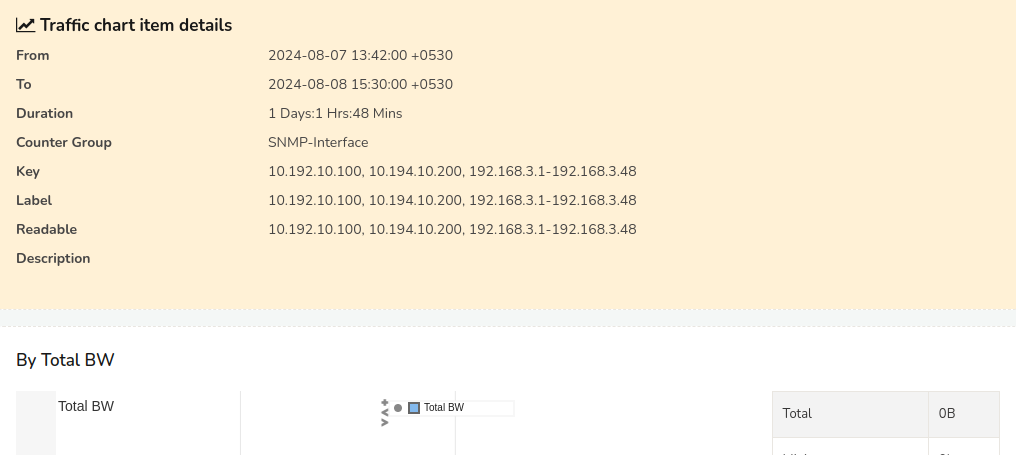 Traffic chart item details
From 2024-08-07 13:42:00 +0530
To 2024-08-08 15:30:00 +0530
Duration 1 Days:1 Hrs:48 Mins
Counter Group SNMP-Interface
Key 10.192.10.100, 10.194.10.200, 192.168.3.1-192.168.3.48
Label 10.192.10.100, 10.194.10.200, 192.168.3.1-192.168.3.48
Readable 10.192.10.100, 10.194.10.200, 192.168.3.1-192.168.3.48
Description
By Total BW
Total BW
+
<
>
Total BW
Total 0B